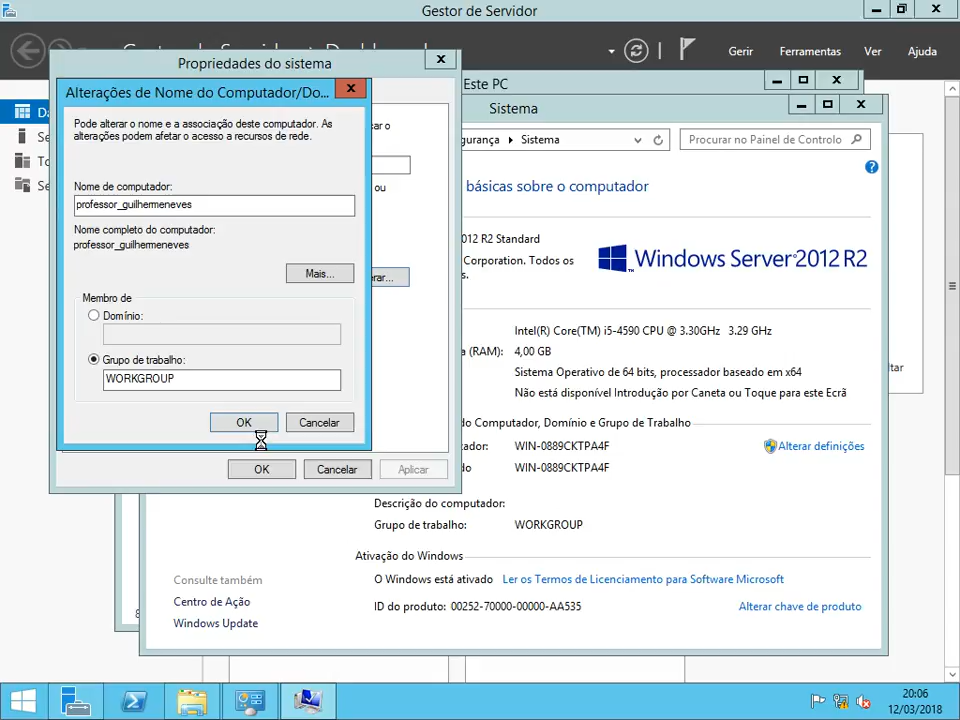 Gestor de Servidor
Gerir
Ferramentas
Ver
Ajuda
Propriedades do sistema
Este PC
Alterações de Nome do Computador/Do...
Sistema
Pode alterar o nome e a associação deste computador. As
alterações podem afetar o acesso a recursos de rede.
ou
Sistema
Procurar no Painel de Controlo
básicas sobre o computador
Nome de computador:
professor_guilhermeneves
Nome completo do computador:
professor_guilhermeneves
Mais...
2012 R2 Standard
Corporation. Todos os
Windows Server 2012 R2
Membro de
Domínio:
Grupo de trabalho:
WORKGROUP
OK
Cancelar
Intel(R) Core(TM) i5-4590 CPU @ 3.30GHz 3.29 GHz
(RAM):
4,00 GB
Sistema Operativo de 64 bits, processador baseado em x64
Não está disponível Introdução por Caneta ou Toque para este Ecrã
do Computador, Domínio e Grupo de Trabalho
WIN-0889CKTPA4F
Alterar definições
WIN-0889CKTPA4F
OK
Cancelar
Aplicar
Descrição do computador:
Grupo de trabalho:
WORKGROUP
Ativação do Windows
O Windows está ativado
Ler os Termos de Licenciamento para Software Microsoft
ID do produto: 00252-70000-00000-AA535
Alterar chave de produto
Consulte também
Centro de Ação
Windows Update
20:06
12/03/2018